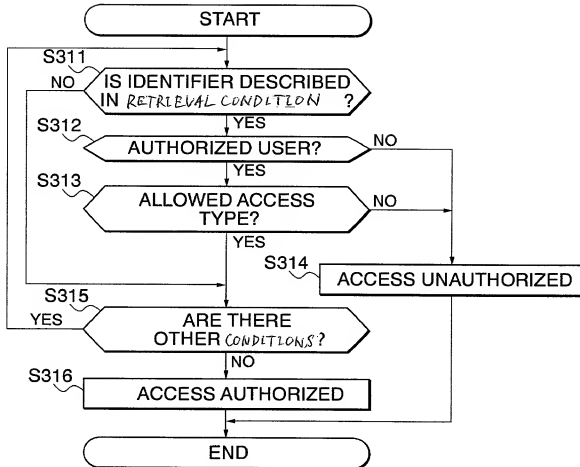 START
S311
NO
IS IDENTIFIER DESCRIBED
IN RETRIEVAL CONDITION ?
YES
S312
AUTHORIZED USER?
NO
YES
S313
ALLOWED ACCESS
TYPE?
NO
YES
S314
ACCESS UNAUTHORIZED
S315
YES
ARE THERE
OTHER CONDITIONS?
NO
S316
ACCESS AUTHORIZED
END